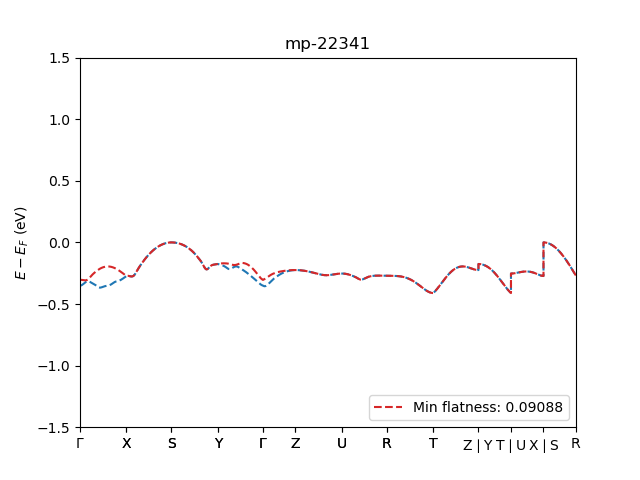 mp-22341
1.5
1.0
0.5
0.0
−0.5
−1.0
−1.5
E − E_F (eV)
Min flatness: 0.09088
Γ X S Y Γ Z U R T Z | Y T | U X | S R